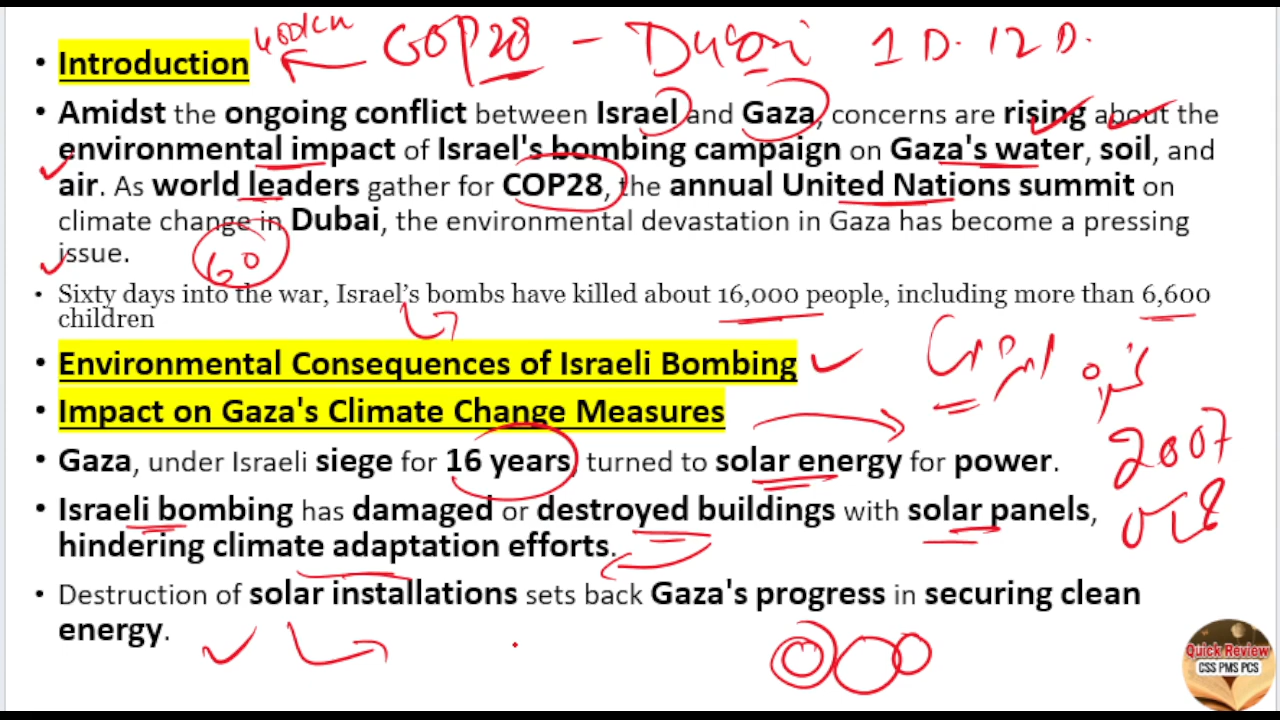 COP28 - Dubai 1 D. 12 D.
• Introduction
• Amidst the ongoing conflict between Israel and Gaza, concerns are rising about the
environmental impact of Israel's bombing campaign on Gaza's water, soil, and
air. As world leaders gather for COP28, the annual United Nations summit on
climate change in Dubai, the environmental devastation in Gaza has become a pressing
issue.
60
• Sixty days into the war, Israel's bombs have killed about 16,000 people, including more than 6,600
children
• Environmental Consequences of Israeli Bombing
• Impact on Gaza's Climate Change Measures
2007
• Gaza, under Israeli siege for 16 years, turned to solar energy for power.
• Israeli bombing has damaged or destroyed buildings with solar panels,
hindering climate adaptation efforts.
• Destruction of solar installations sets back Gaza's progress in securing clean
energy.
Quick Review
CSS PMS PCS